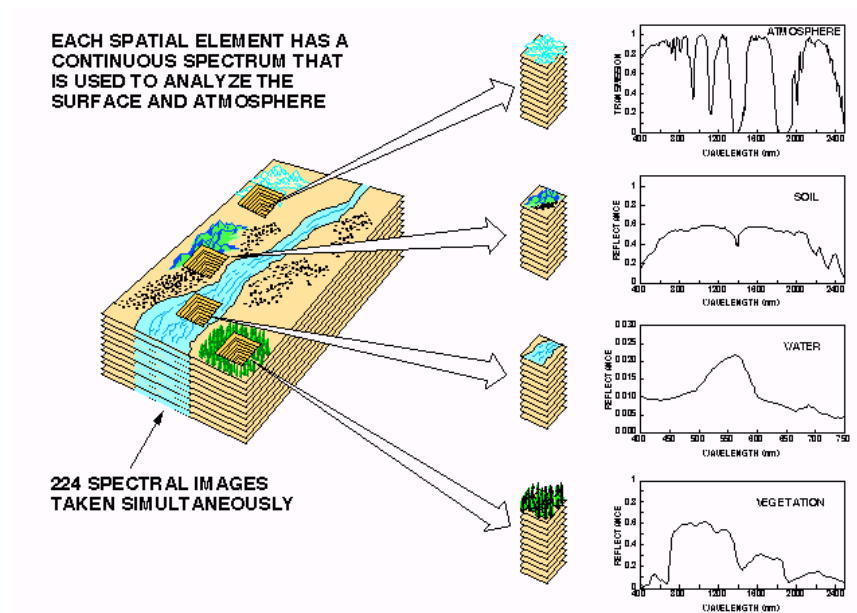 EACH SPATIAL ELEMENT HAS A
CONTINUOUS SPECTRUM THAT
IS USED TO ANALYZE THE
SURFACE AND ATMOSPHERE
224 SPECTRAL IMAGES
TAKEN SIMULTANEOUSLY
ATMOSPHERE
TRANSMISSION
1
0.8
0.6
0.4
0.2
0
400 800 1200 1600 2000 2400
WAVELENGTH (nm)
SOIL
REFLECTANCE
1
0.8
0.6
0.4
0.2
0
400 800 1200 1600 2000 2400
WAVELENGTH (nm)
WATER
REFLECTANCE
0.030
0.025
0.020
0.015
0.010
0.005
0.000
400 450 500 550 600 650 700 750
WAVELENGTH (nm)
VEGETATION
REFLECTANCE
1
0.8
0.6
0.4
0.2
0
400 800 1200 1600 2000 2400
WAVELENGTH (nm)